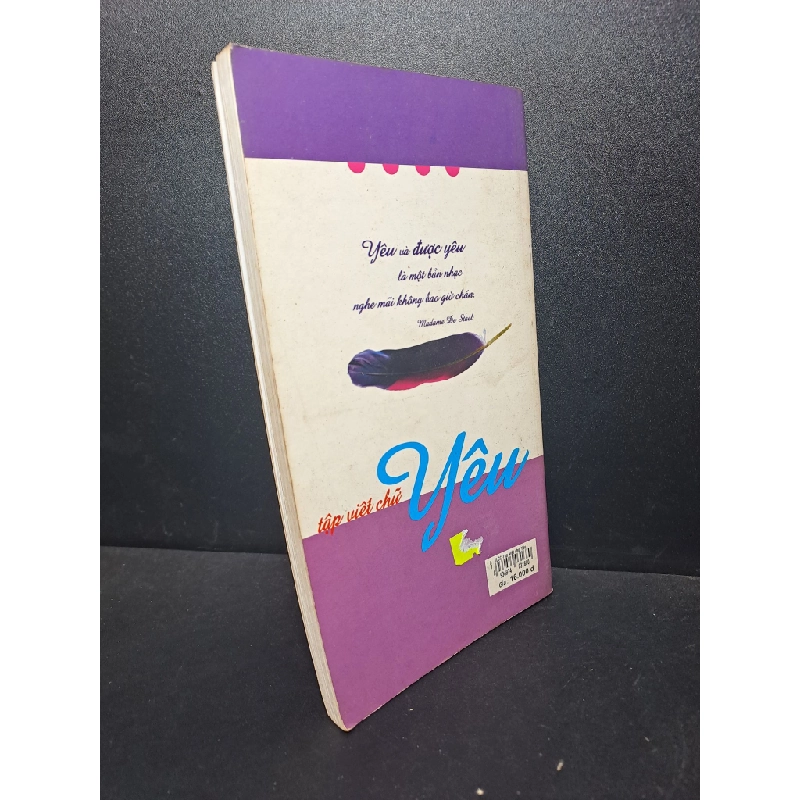 Yêu và được yêu
là một bản nhạc
nghe mãi không bao giờ chán.
Madame De Stael
tập viết chữ
Yêu